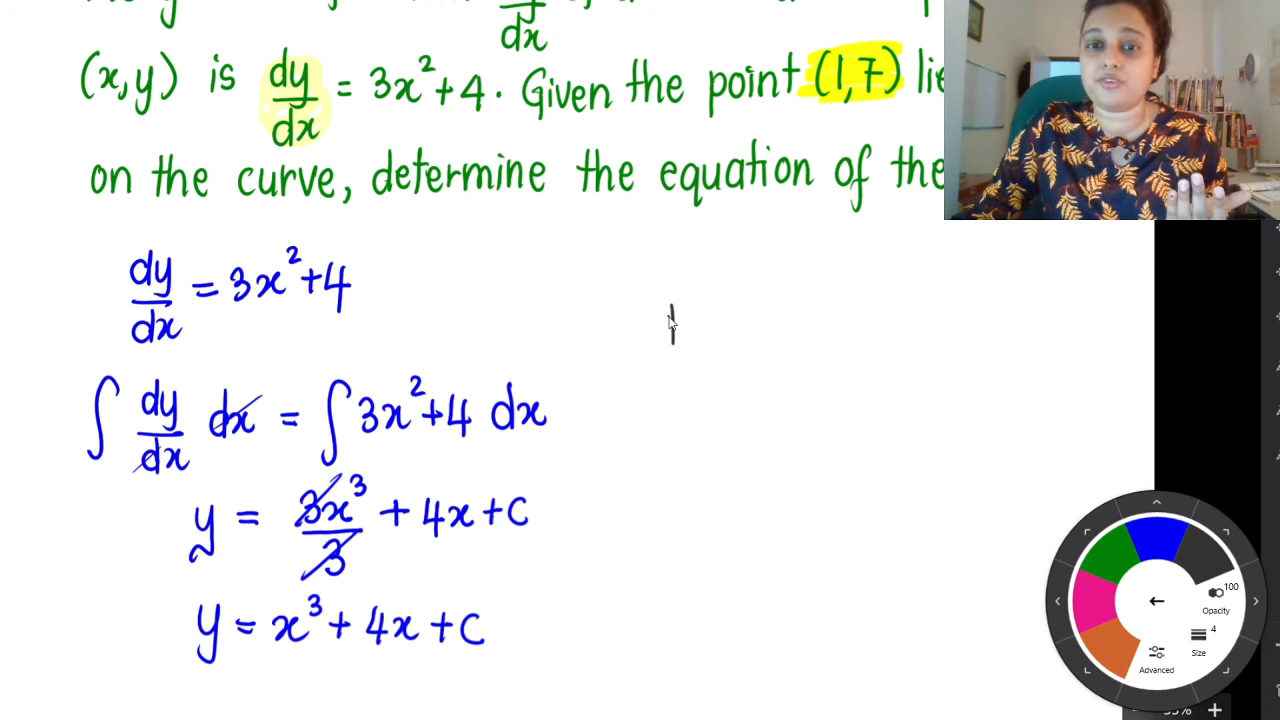 dy/dx
(x,y) is dy/dx = 3x²+4. Given the point (1,7)
on the curve, determine the equation of the
dy/dx = 3x²+4
∫ dy/dx dx = ∫ 3x²+4 dx
y = 3x³/3 + 4x+c
y = x³+ 4x +c
100
Opacity
4
Size
Advanced